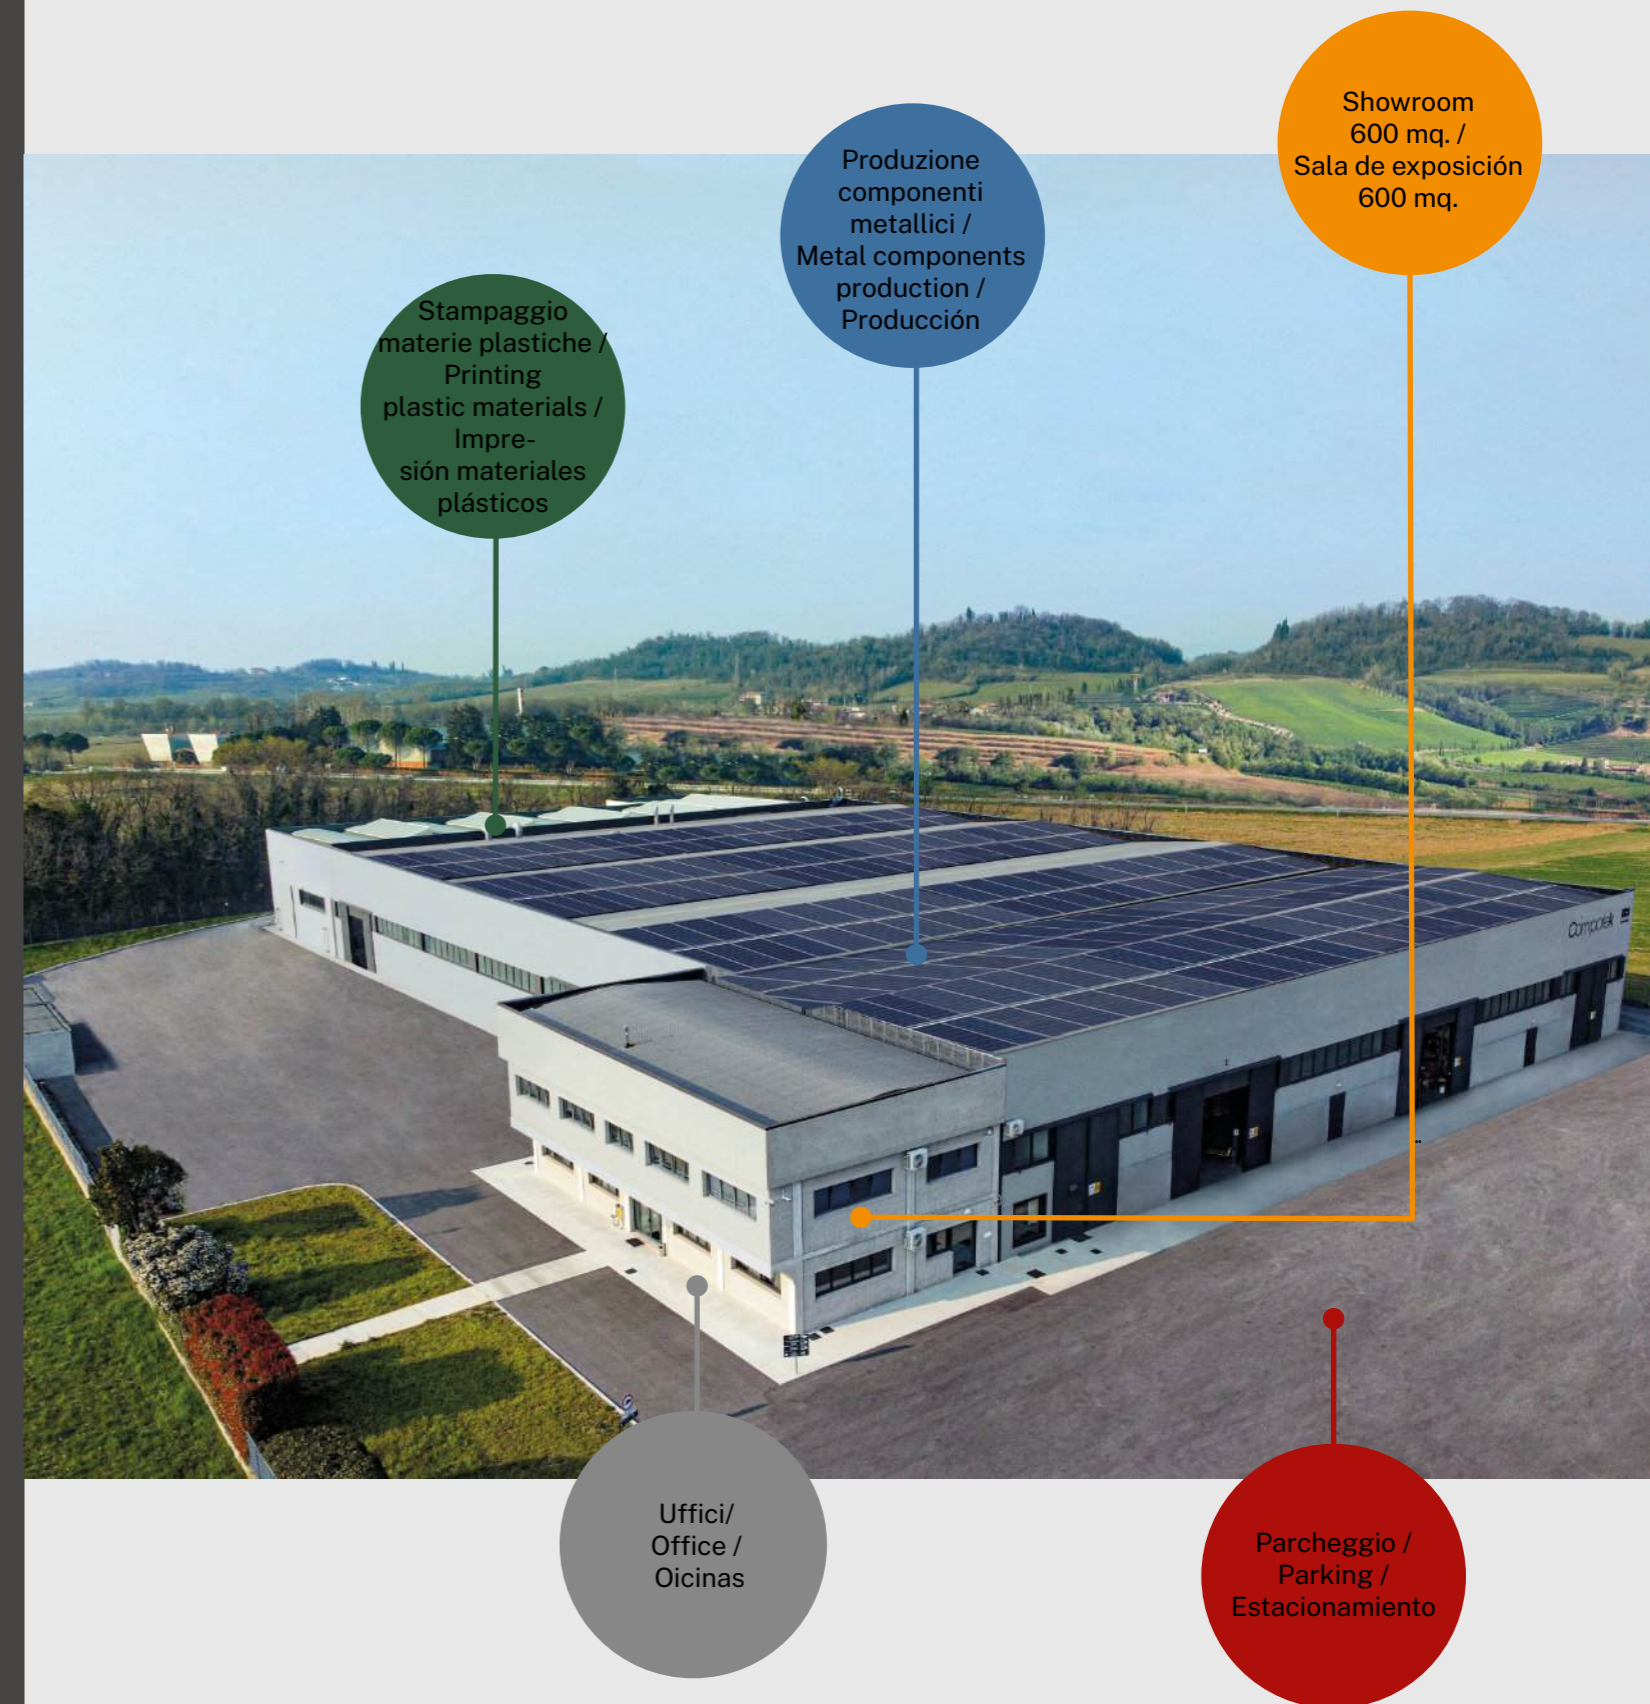 Showroom
600 mq. /
Sala de exposición
600 mq.
Produzione
componenti
metallici /
Metal components
production /
Producción
Stampaggio
materie plastiche /
Printing
plastic materials /
Impre-
sión materiales
plásticos
Uffici/
Office /
Oicinas
Parcheggio /
Parking /
Estacionamiento